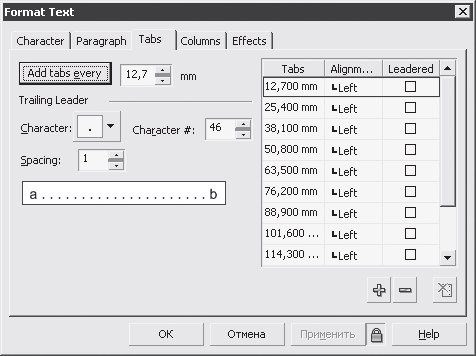 Format Text
Character Paragraph Tabs Columns Effects
Add tabs every 12,7 mm
Trailing Leader
Character: . Character #: 46
Spacing: 1
a.....................b
Tabs Alignm... Leadered
12,700 mm Left
25,400 mm Left
38,100 mm Left
50,800 mm Left
63,500 mm Left
76,200 mm Left
88,900 mm Left
101,600 ... Left
114,300 ... Left
OK Отмена Применить Help